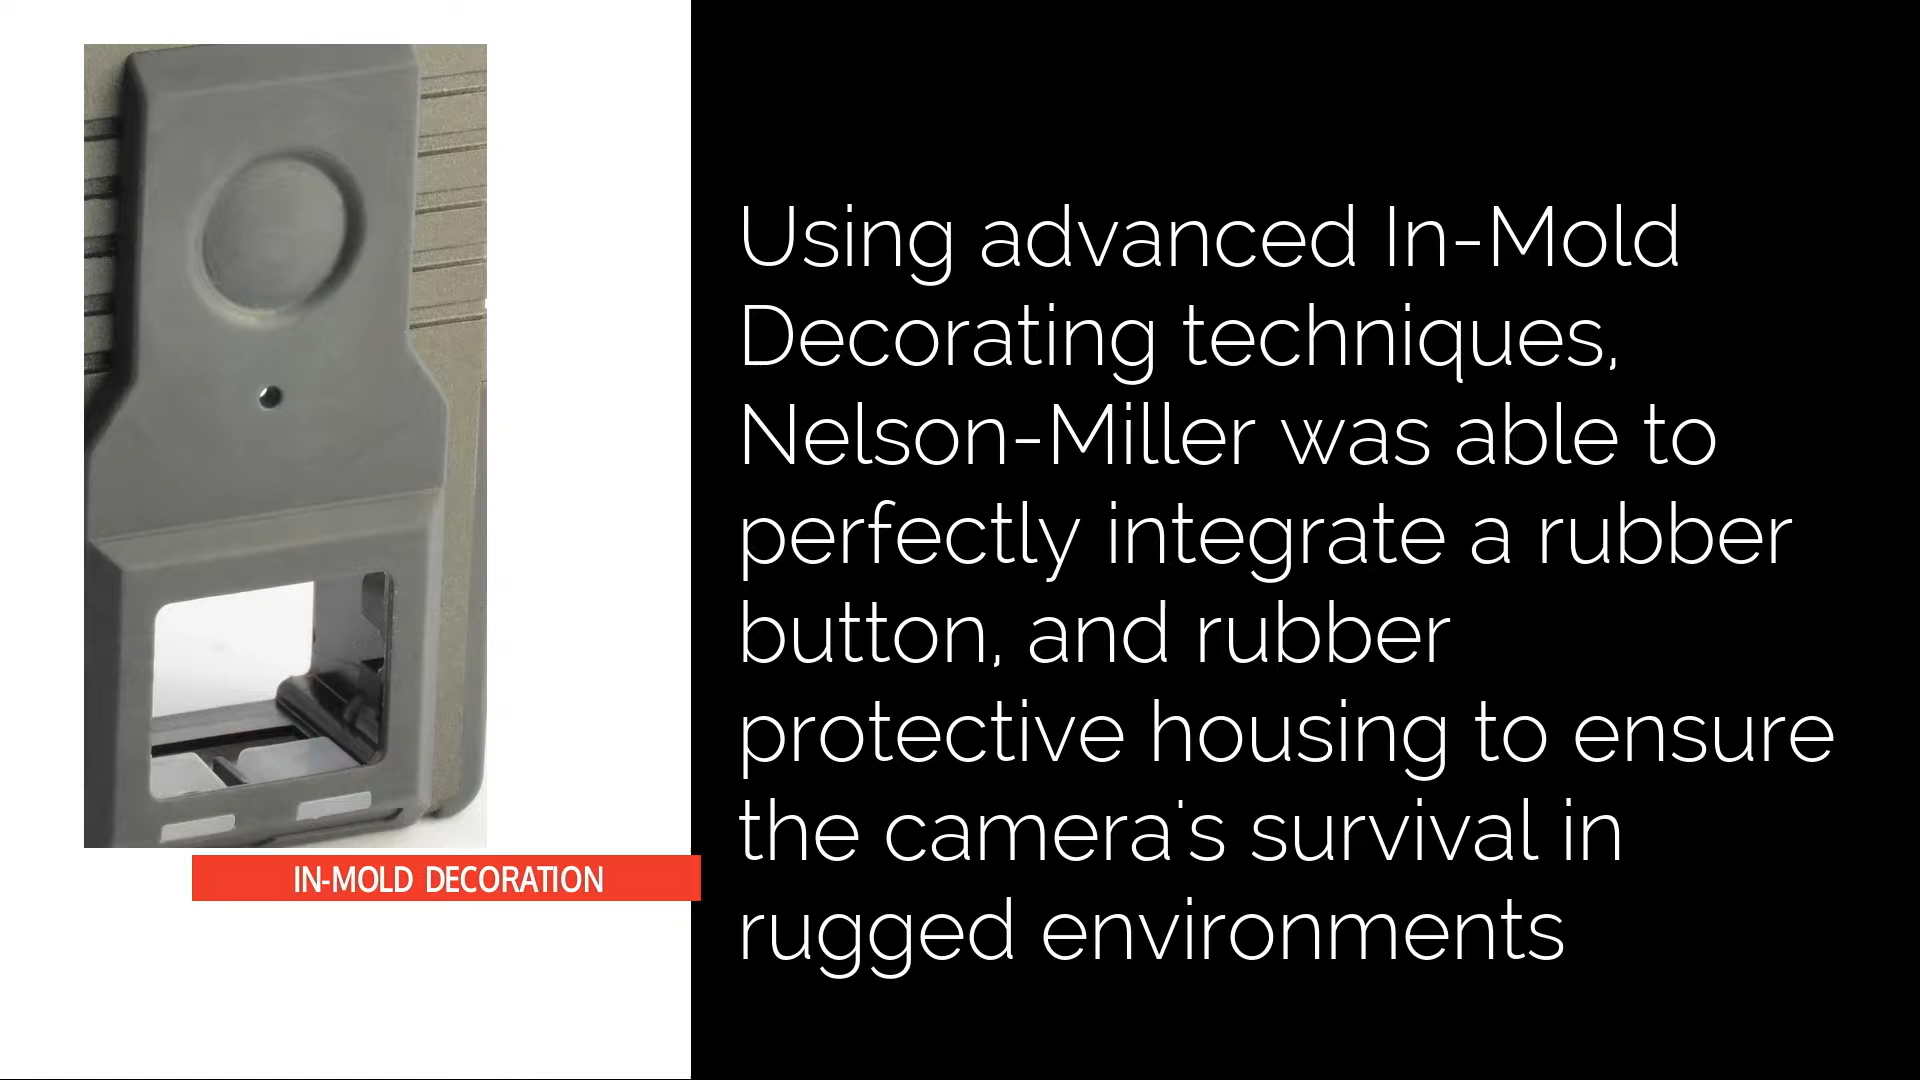 Using advanced In-Mold
Decorating techniques,
Nelson-Miller was able to
perfectly integrate a rubber
button, and rubber
protective housing to ensure
the camera's survival in
rugged environments
IN-MOLD DECORATION